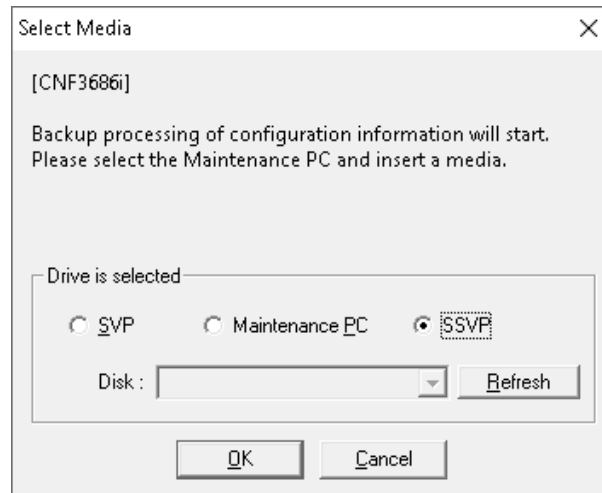 Select Media
[CNF3686i]
Backup processing of configuration information will start.
Please select the Maintenance PC and insert a media.
Drive is selected
SVP Maintenance PC SSVP
Disk : Refresh
OK Cancel